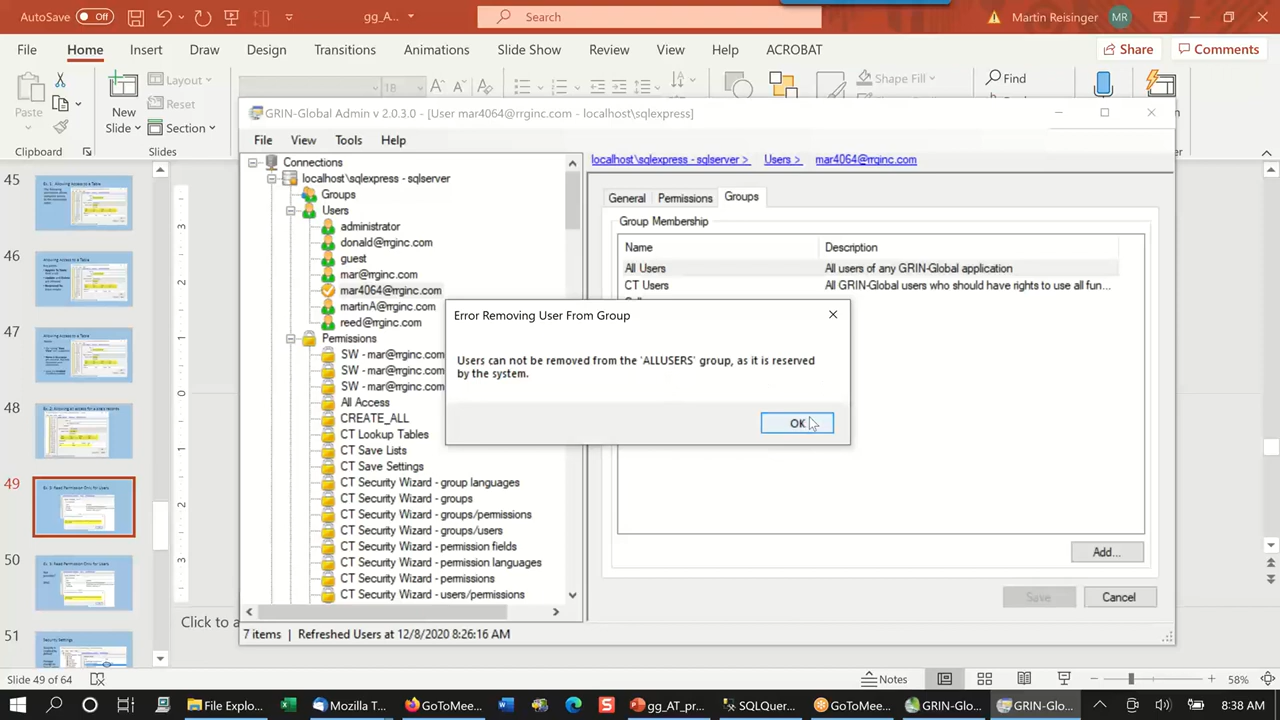 AutoSave Off
gg_A...
Search
Martin Reisinger MR
File Home Insert Draw Design Transitions Animations Slide Show Review View Help ACROBAT
Share Comments
Paste
New
Slide
Layout
Reset
Section
18
Shape Fill
Find
Clipboard
Slides
GRIN-Global Admin v 2.0.3.0 - [User mar4064@rrginc.com - localhost\sqlexpress]
File View Tools Help
Connections
localhost\sqlexpress - sqlserver
Groups
Users
administrator
donald@rrginc.com
guest
mar@rrginc.com
mar4064@rrginc.com
martinA@rrginc.com
reed@rrginc.com
Permissions
SW - mar@rrginc.com
SW - mar@rrginc.com
SW - mar@rrginc.com
All Access
CREATE_ALL
CT Lookup Tables
CT Save Lists
CT Save Settings
CT Security Wizard - group languages
CT Security Wizard - groups
CT Security Wizard - groups/permissions
CT Security Wizard - groups/users
CT Security Wizard - permission fields
CT Security Wizard - permission languages
CT Security Wizard - permissions
CT Security Wizard - users/permissions
localhost\sqlexpress - sqlserver > Users > mar4064@rrginc.com
General Permissions Groups
Group Membership
Name Description
All Users All users of any GRIN-Global application
CT Users All GRIN-Global users who should have rights to use all fun...
Error Removing User From Group
Users can not be removed from the `ALLUSERS` group, as it is reserved
by the system.
OK
Add...
Save Cancel
7 items Refreshed Users at 12/8/2020 8:26:16 AM
45
46
47
48
49
50
51
3
2
1
0
1
2
3
Click to a
Slide 49 of 64
Notes
58%
File Explo...
Mozilla T...
GoToMee...
gg_AT_pr...
SQLQuer...
GoToMee...
GRIN-Glo...
GRIN-Glo...
8:38 AM